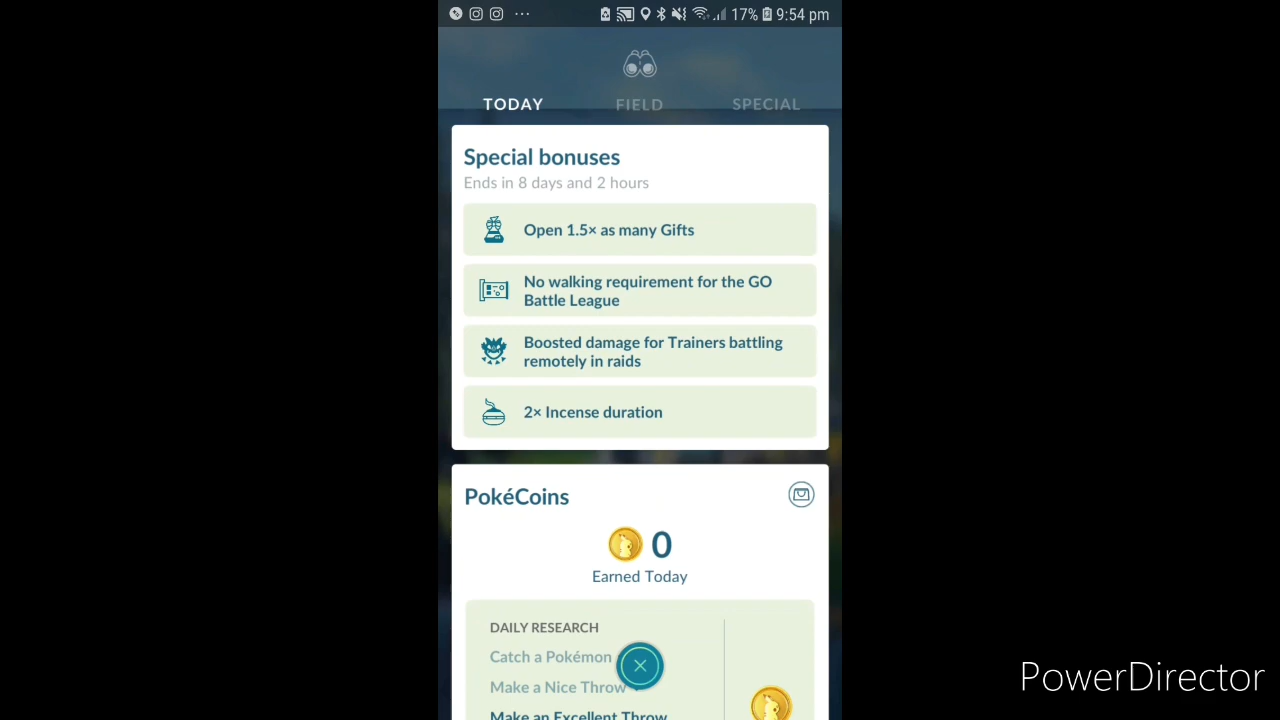 17% 9:54 pm
TODAY FIELD SPECIAL
Special bonuses
Ends in 8 days and 2 hours
Open 1.5× as many Gifts
No walking requirement for the GO
Battle League
Boosted damage for Trainers battling
remotely in raids
2× Incense duration
PokéCoins
0
Earned Today
DAILY RESEARCH
Catch a Pokémon
Make a Nice Throw
Make an Excellent Throw
PowerDirector